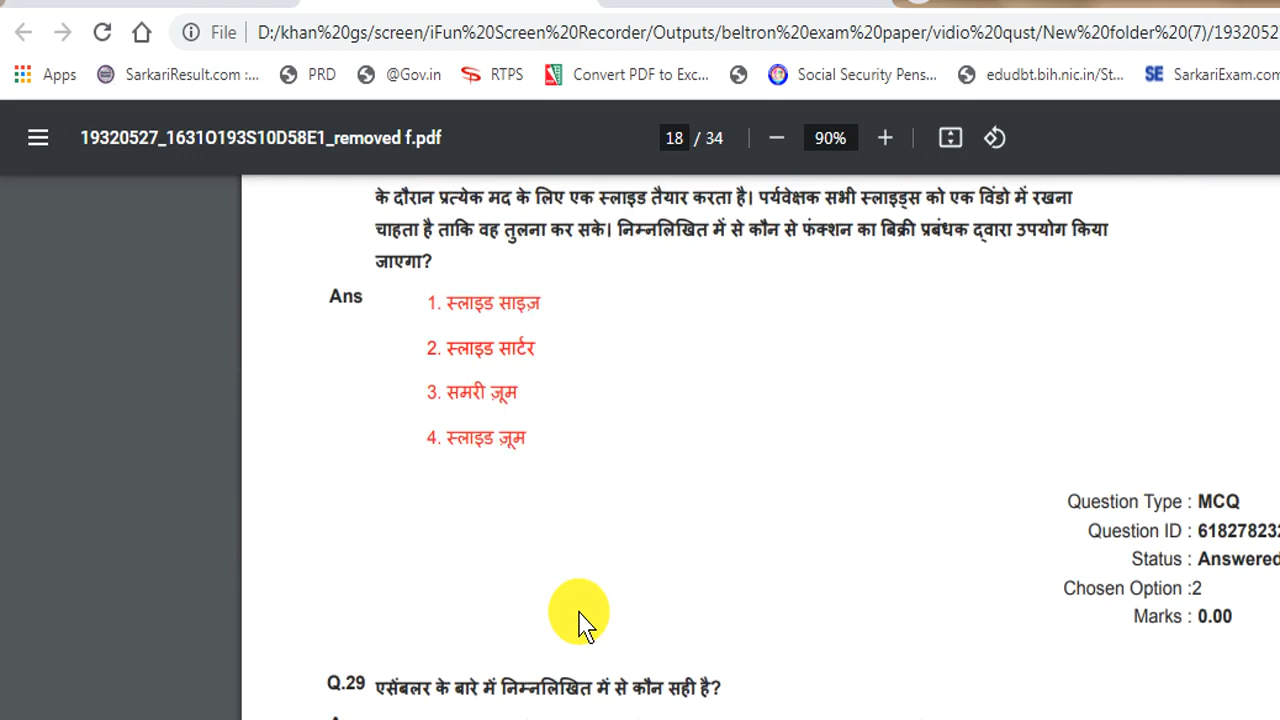 File D:/khan%20gs/screen/iFun%20Screen%20Recorder/Outputs/beltron%20exam%20paper/vidio%20qust/New%20folder%20(7)/1932052
Apps SarkariResult.com :... PRD @Gov.in RTPS Convert PDF to Exc... Social Security Pens... edudbt.bih.nic.in/St... SE SarkariExam.com
19320527_1631O193S10D58E1_removed f.pdf 18 / 34 90%
के दौरान प्रत्येक मद के लिए एक स्लाइड तैयार करता है। पर्यवेक्षक सभी स्लाइड्स को एक विंडो में रखना
चाहता है ताकि वह तुलना कर सके। निम्नलिखित में से कौन से फंक्शन का बिक्री प्रबंधक द्वारा उपयोग किया
जाएगा?
Ans 1. स्लाइड साइज़
2. स्लाइड सार्टर
3. समरी ज़ूम
4. स्लाइड ज़ूम
Question Type : MCQ
Question ID : 618278232
Status : Answered
Chosen Option :2
Marks : 0.00
Q.29 एसेंबलर के बारे में निम्नलिखित में से कौन सही है?